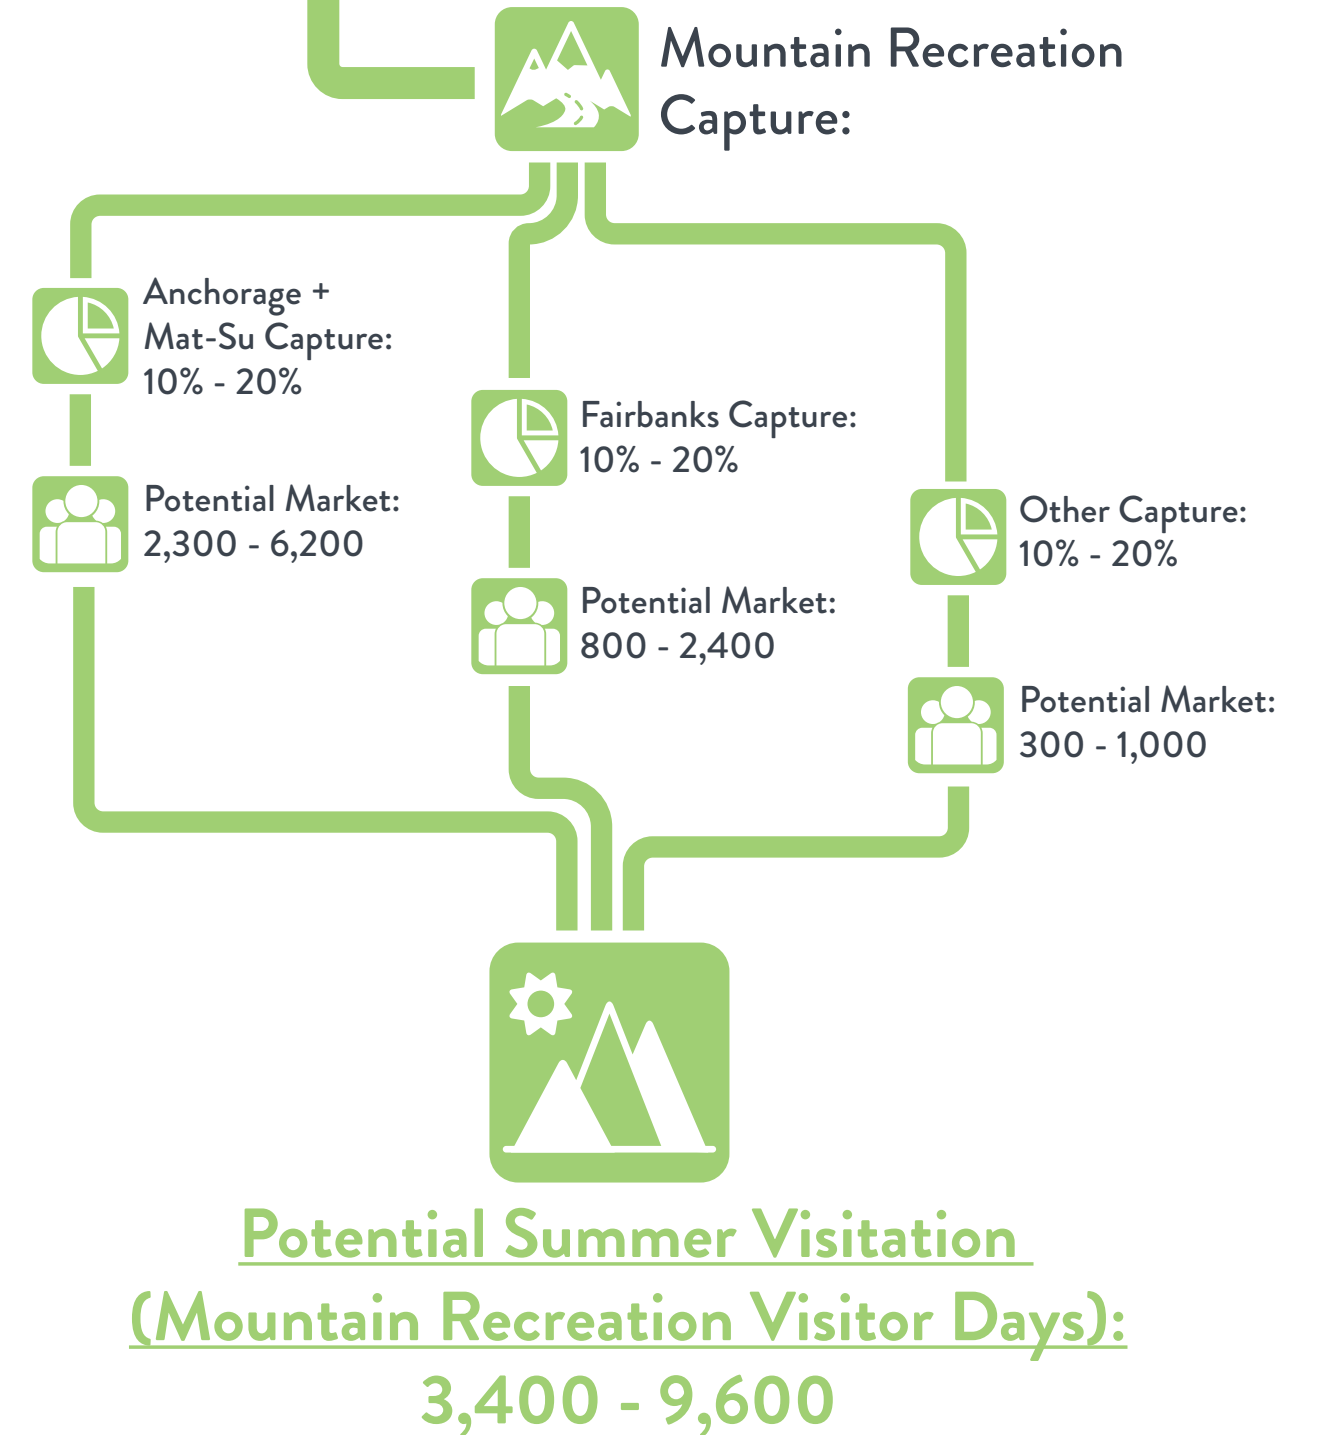 Mountain Recreation
Capture:
Anchorage +
Mat-Su Capture:
10% - 20%
Potential Market:
2,300 - 6,200
Fairbanks Capture:
10% - 20%
Potential Market:
800 - 2,400
Other Capture:
10% - 20%
Potential Market:
300 - 1,000
Potential Summer Visitation
(Mountain Recreation Visitor Days):
3,400 - 9,600